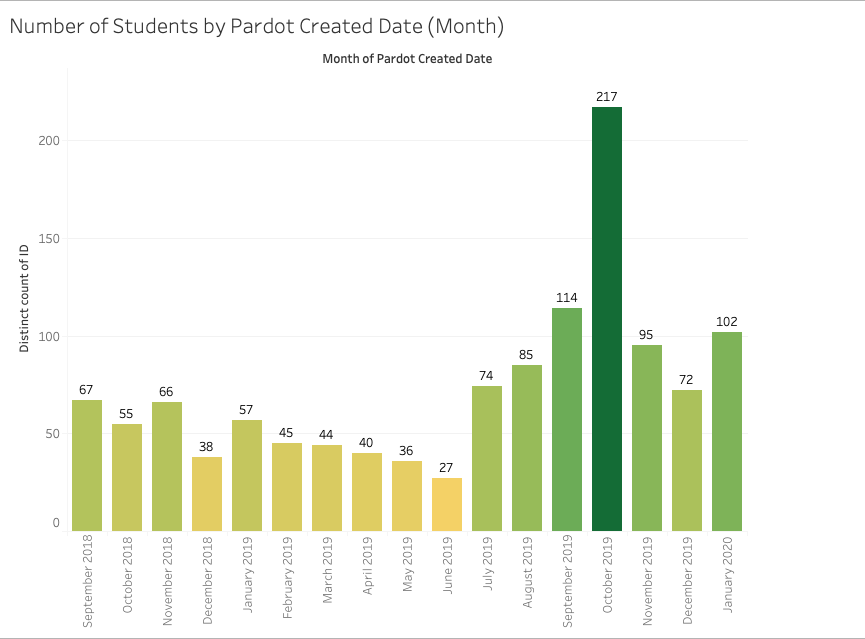 Number of Students by Pardot Created Date (Month)
Month of Pardot Created Date
Distinct count of ID
200
150
100
50
0
67
55
66
38
57
45
44
40
36
27
74
85
114
217
95
72
102
September 2018
October 2018
November 2018
December 2018
January 2019
February 2019
March 2019
April 2019
May 2019
June 2019
July 2019
August 2019
September 2019
October 2019
November 2019
December 2019
January 2020